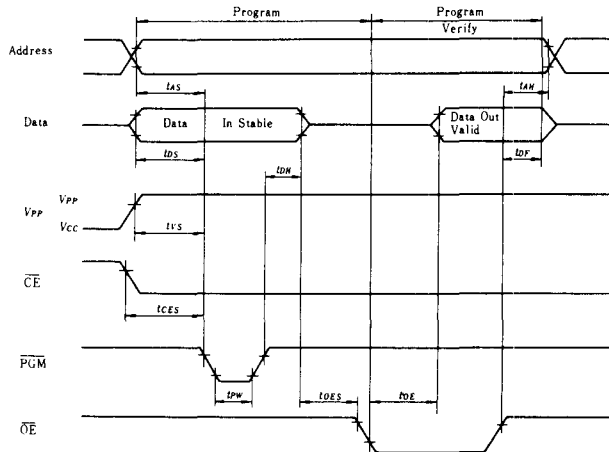 Program Program
Verify
Address
tAS tAH
Data Data In Stable Data Out
Valid
tDS tDH tDF
VPP VPP
VCC tVS
CE
tCES
PGM
tPW tOES tOE
OE